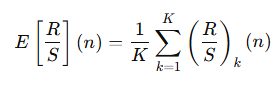 E [R/S] (n) = 1/K ∑_{k=1}^{K} (R/S)_k (n)